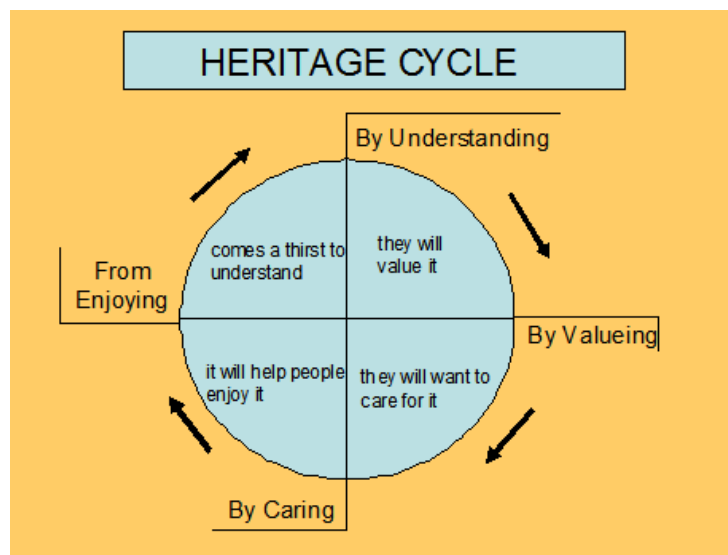 HERITAGE CYCLE
By Understanding
they will
value it
By Valueing
they will want to
care for it
By Caring
it will help people
enjoy it
From
Enjoying
comes a thirst to
understand